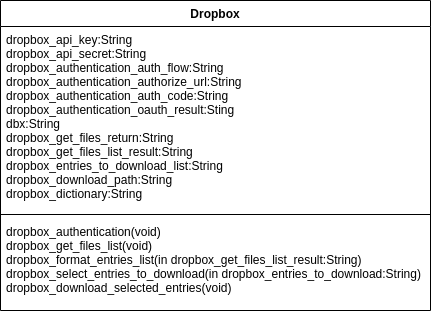 Dropbox
dropbox_api_key:String
dropbox_api_secret:String
dropbox_authentication_auth_flow:String
dropbox_authentication_authorize_url:String
dropbox_authentication_auth_code:String
dropbox_authentication_oauth_result:Sting
dbx:String
dropbox_get_files_return:String
dropbox_get_files_list_result:String
dropbox_entries_to_download_list:String
dropbox_download_path:String
dropbox_dictionary:String
dropbox_authentication(void)
dropbox_get_files_list(void)
dropbox_format_entries_list(in dropbox_get_files_list_result:String)
dropbox_select_entries_to_download(in dropbox_entries_to_download:String)
dropbox_download_selected_entries(void)